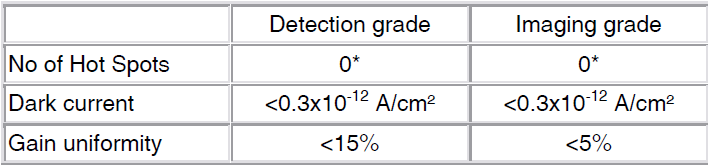 Detection grade Imaging grade
No of Hot Spots 0* 0*
Dark current <0.3x10⁻¹² A/cm² <0.3x10⁻¹² A/cm²
Gain uniformity <15% <5%